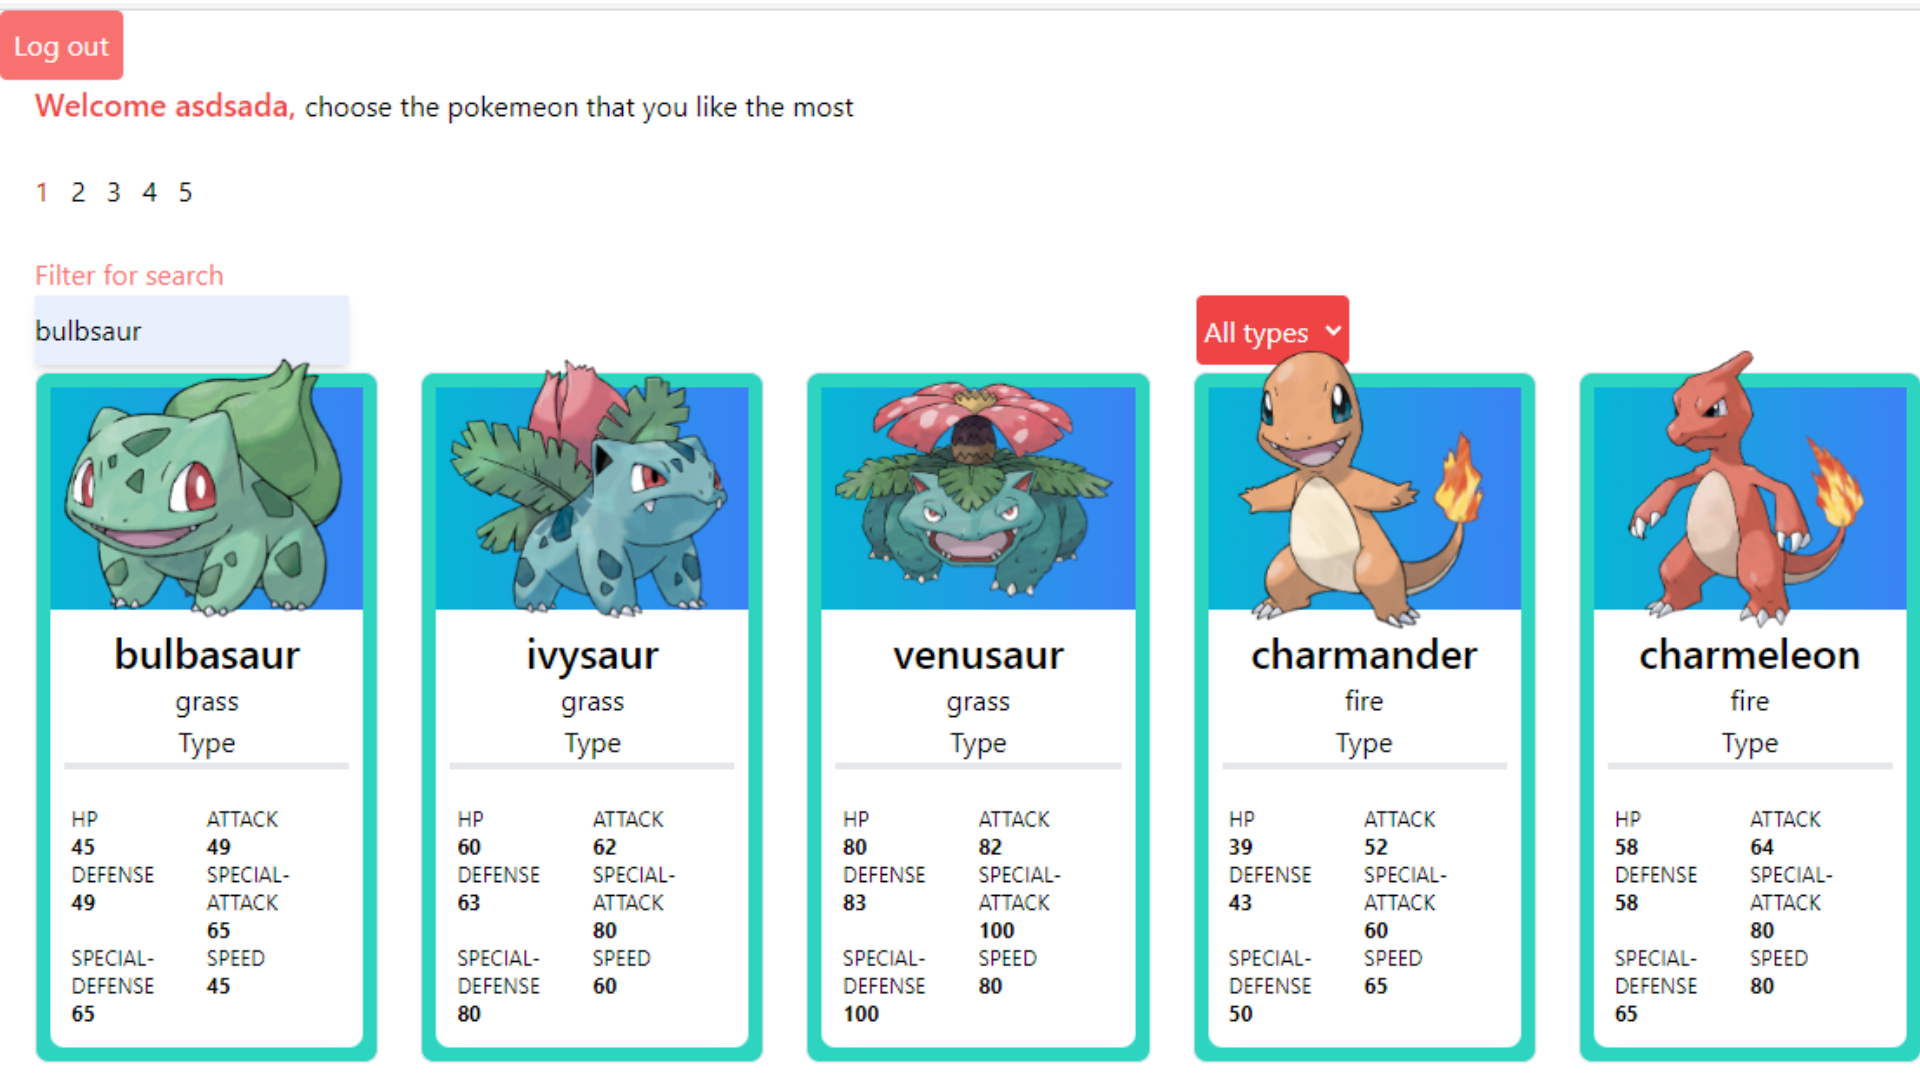 Log out
Welcome asdsada, choose the pokemeon that you like the most
1 2 3 4 5
Filter for search
bulbsaur
All types
bulbasaur
grass
Type
HP ATTACK
45 49
DEFENSE SPECIAL-
49 ATTACK
65
SPECIAL- SPEED
DEFENSE 45
65
ivysaur
grass
Type
HP ATTACK
60 62
DEFENSE SPECIAL-
63 ATTACK
80
SPECIAL- SPEED
DEFENSE 60
80
venusaur
grass
Type
HP ATTACK
80 82
DEFENSE SPECIAL-
83 ATTACK
100
SPECIAL- SPEED
DEFENSE 80
100
charmander
fire
Type
HP ATTACK
39 52
DEFENSE SPECIAL-
43 ATTACK
60
SPECIAL- SPEED
DEFENSE 65
50
charmeleon
fire
Type
HP ATTACK
58 64
DEFENSE SPECIAL-
58 ATTACK
80
SPECIAL- SPEED
DEFENSE 80
65